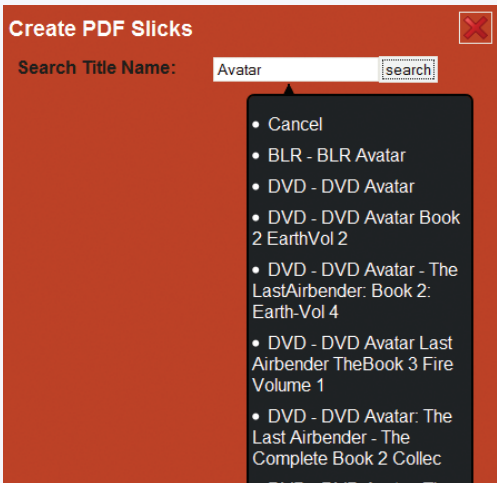 Create PDF Slicks
Search Title Name:
Avatar
search
• Cancel
• BLR - BLR Avatar
• DVD - DVD Avatar
• DVD - DVD Avatar Book
2 EarthVol 2
• DVD - DVD Avatar - The
LastAirbender: Book 2:
Earth-Vol 4
• DVD - DVD Avatar Last
Airbender TheBook 3 Fire
Volume 1
• DVD - DVD Avatar: The
Last Airbender - The
Complete Book 2 Collec